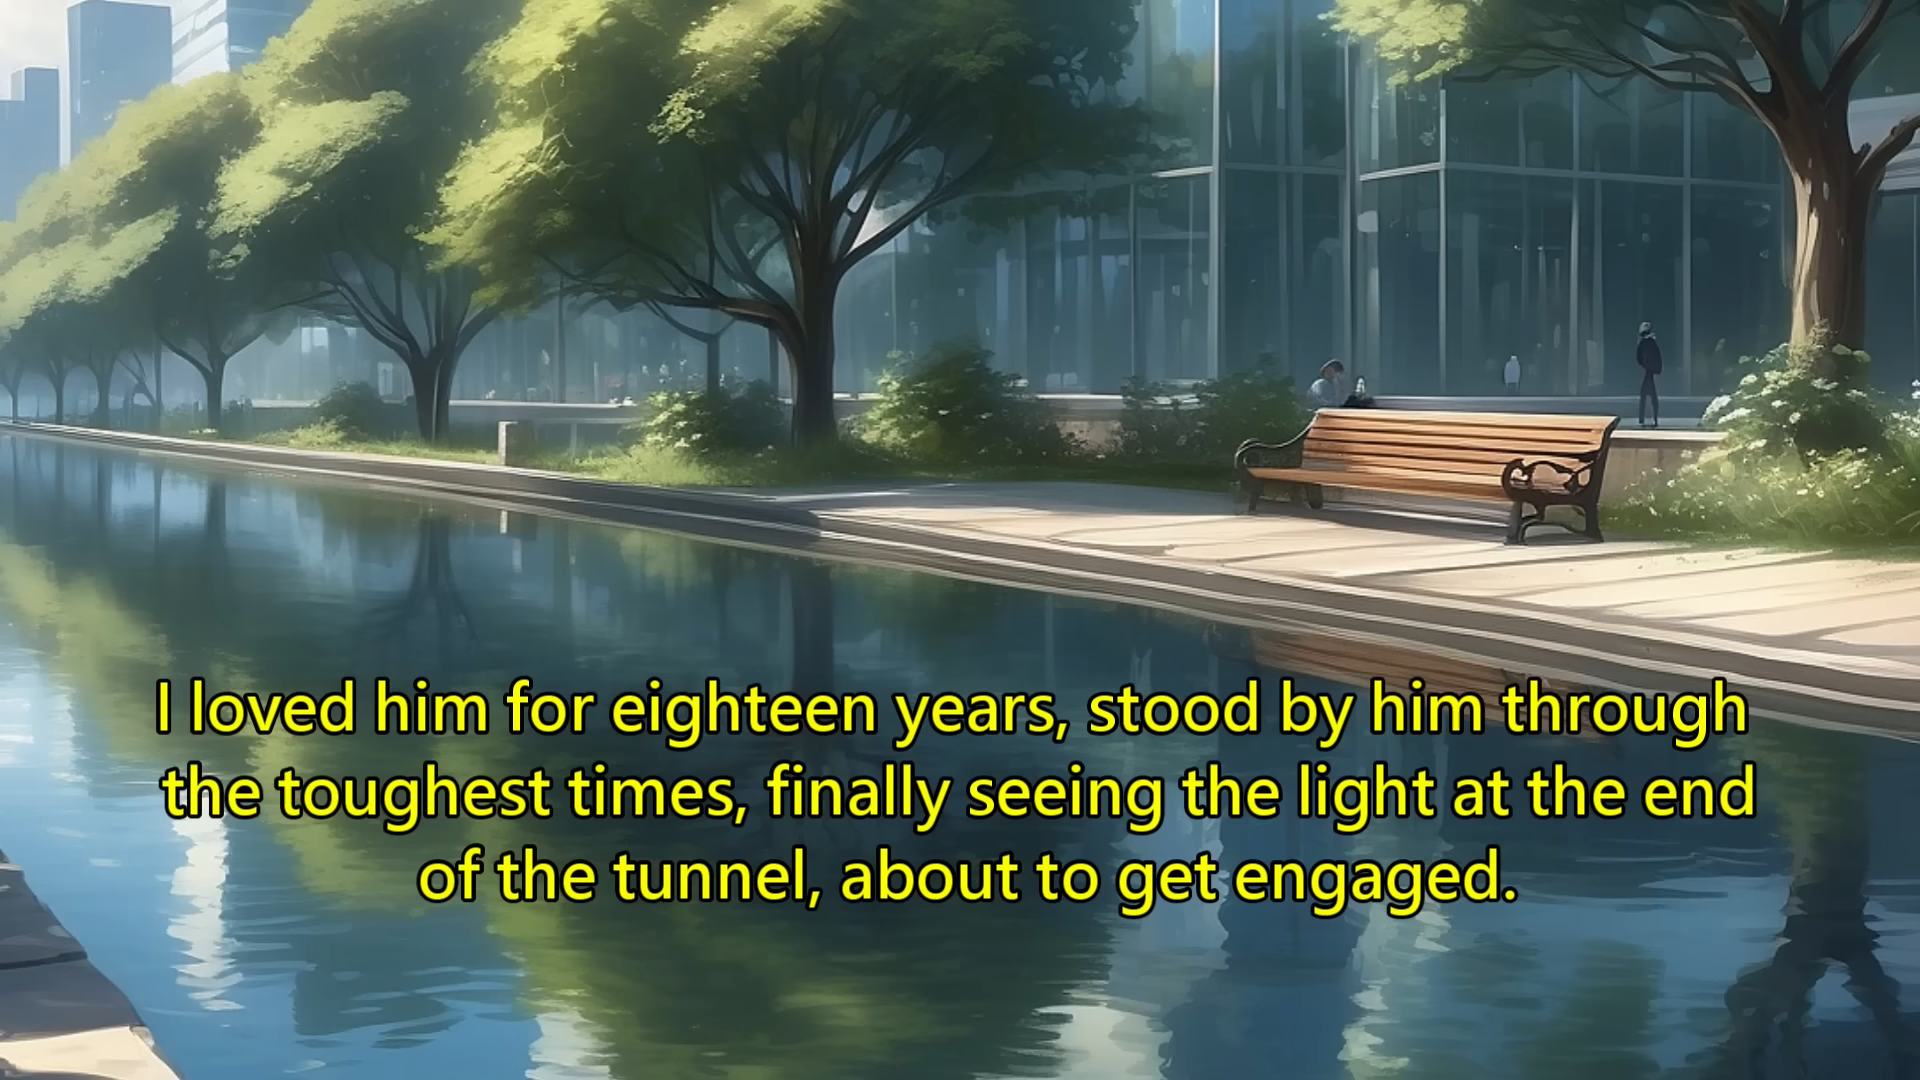 I loved him for eighteen years, stood by him through
the toughest times, finally seeing the light at the end
of the tunnel, about to get engaged.